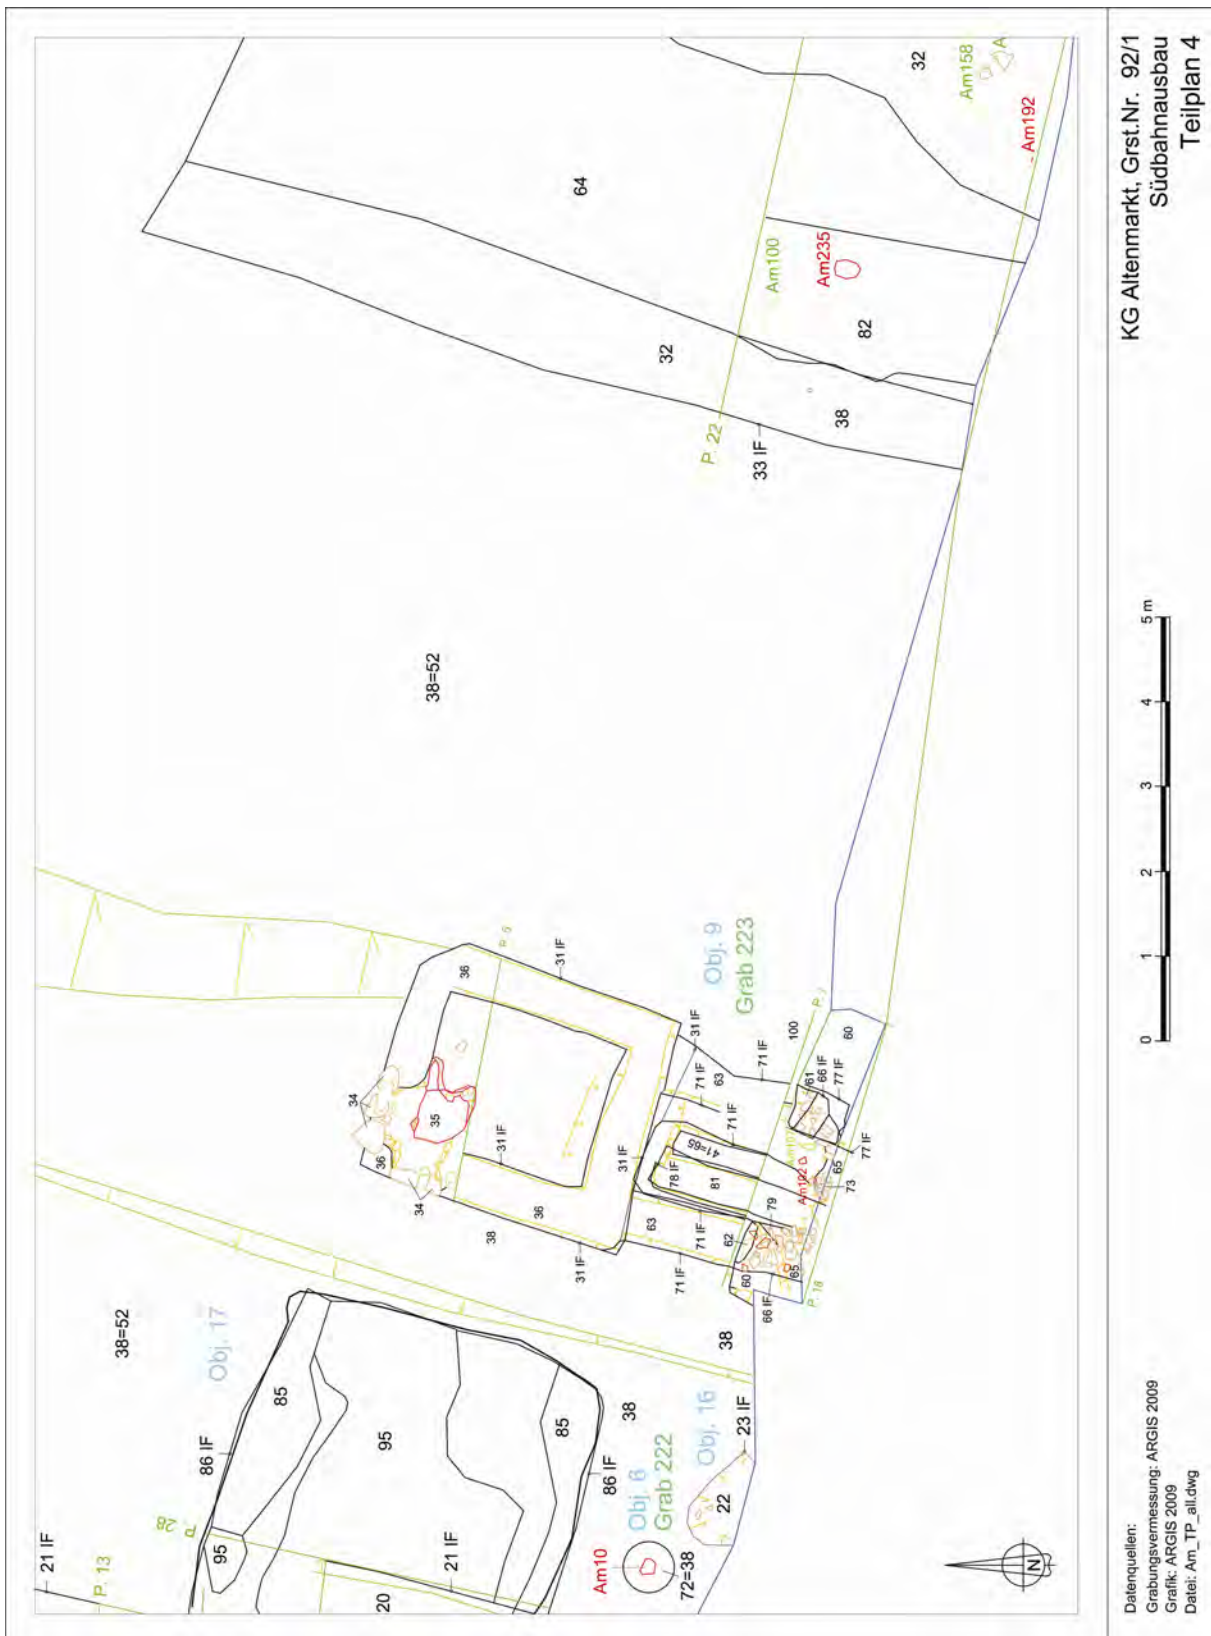 KG Altenmarkt, Grst.Nr. 92/1
Südbahnausbau
Teilplan 4
Datenquellen:
Grabungsvermessung: ARGIS 2009
Grafik: ARGIS 2009
Datei: Am_TP_all.dwg
0 1 2 3 4 5 m
N
21 IF
P. 13
95
P. 28
86 IF
85
Obj. 17
38=52
95
20
21 IF
85
86 IF
38
Am10
72=38
Obj. 6
Grab 222
22
Obj. 16
23 IF
38
34
36
34
35
36
P. 6
31 IF
31 IF
38
36
31 IF
31 IF
31 IF
Obj. 9
Grab 223
63
71 IF
71 IF
78 IF
81
41=65
71 IF
71 IF
63
71 IF
100
P. 7
62
79
60
65
66 IF
P. 18
Am102
Am107
73
65
77 IF
61
66 IF
77 IF
60
38=52
32
64
P. 22
33 IF
38
Am100
Am235
82
32
Am158
A
Am192